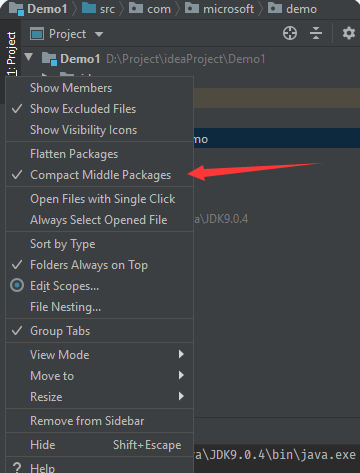 Demo1 src com microsoft demo
1: Project
Project
Demo1 D:\Project\ideaProject\Demo1
Show Members
Show Excluded Files
Show Visibility Icons
Flatten Packages
Compact Middle Packages
Open Files with Single Click
Always Select Opened File
Sort by Type
a\JDK9.0.4
Folders Always on Top
Edit Scopes...
File Nesting...
Group Tabs
View Mode
Move to
Resize
Remove from Sidebar
Hide Shift+Escape
a\JDK9.0.4\bin\java.exe
Help